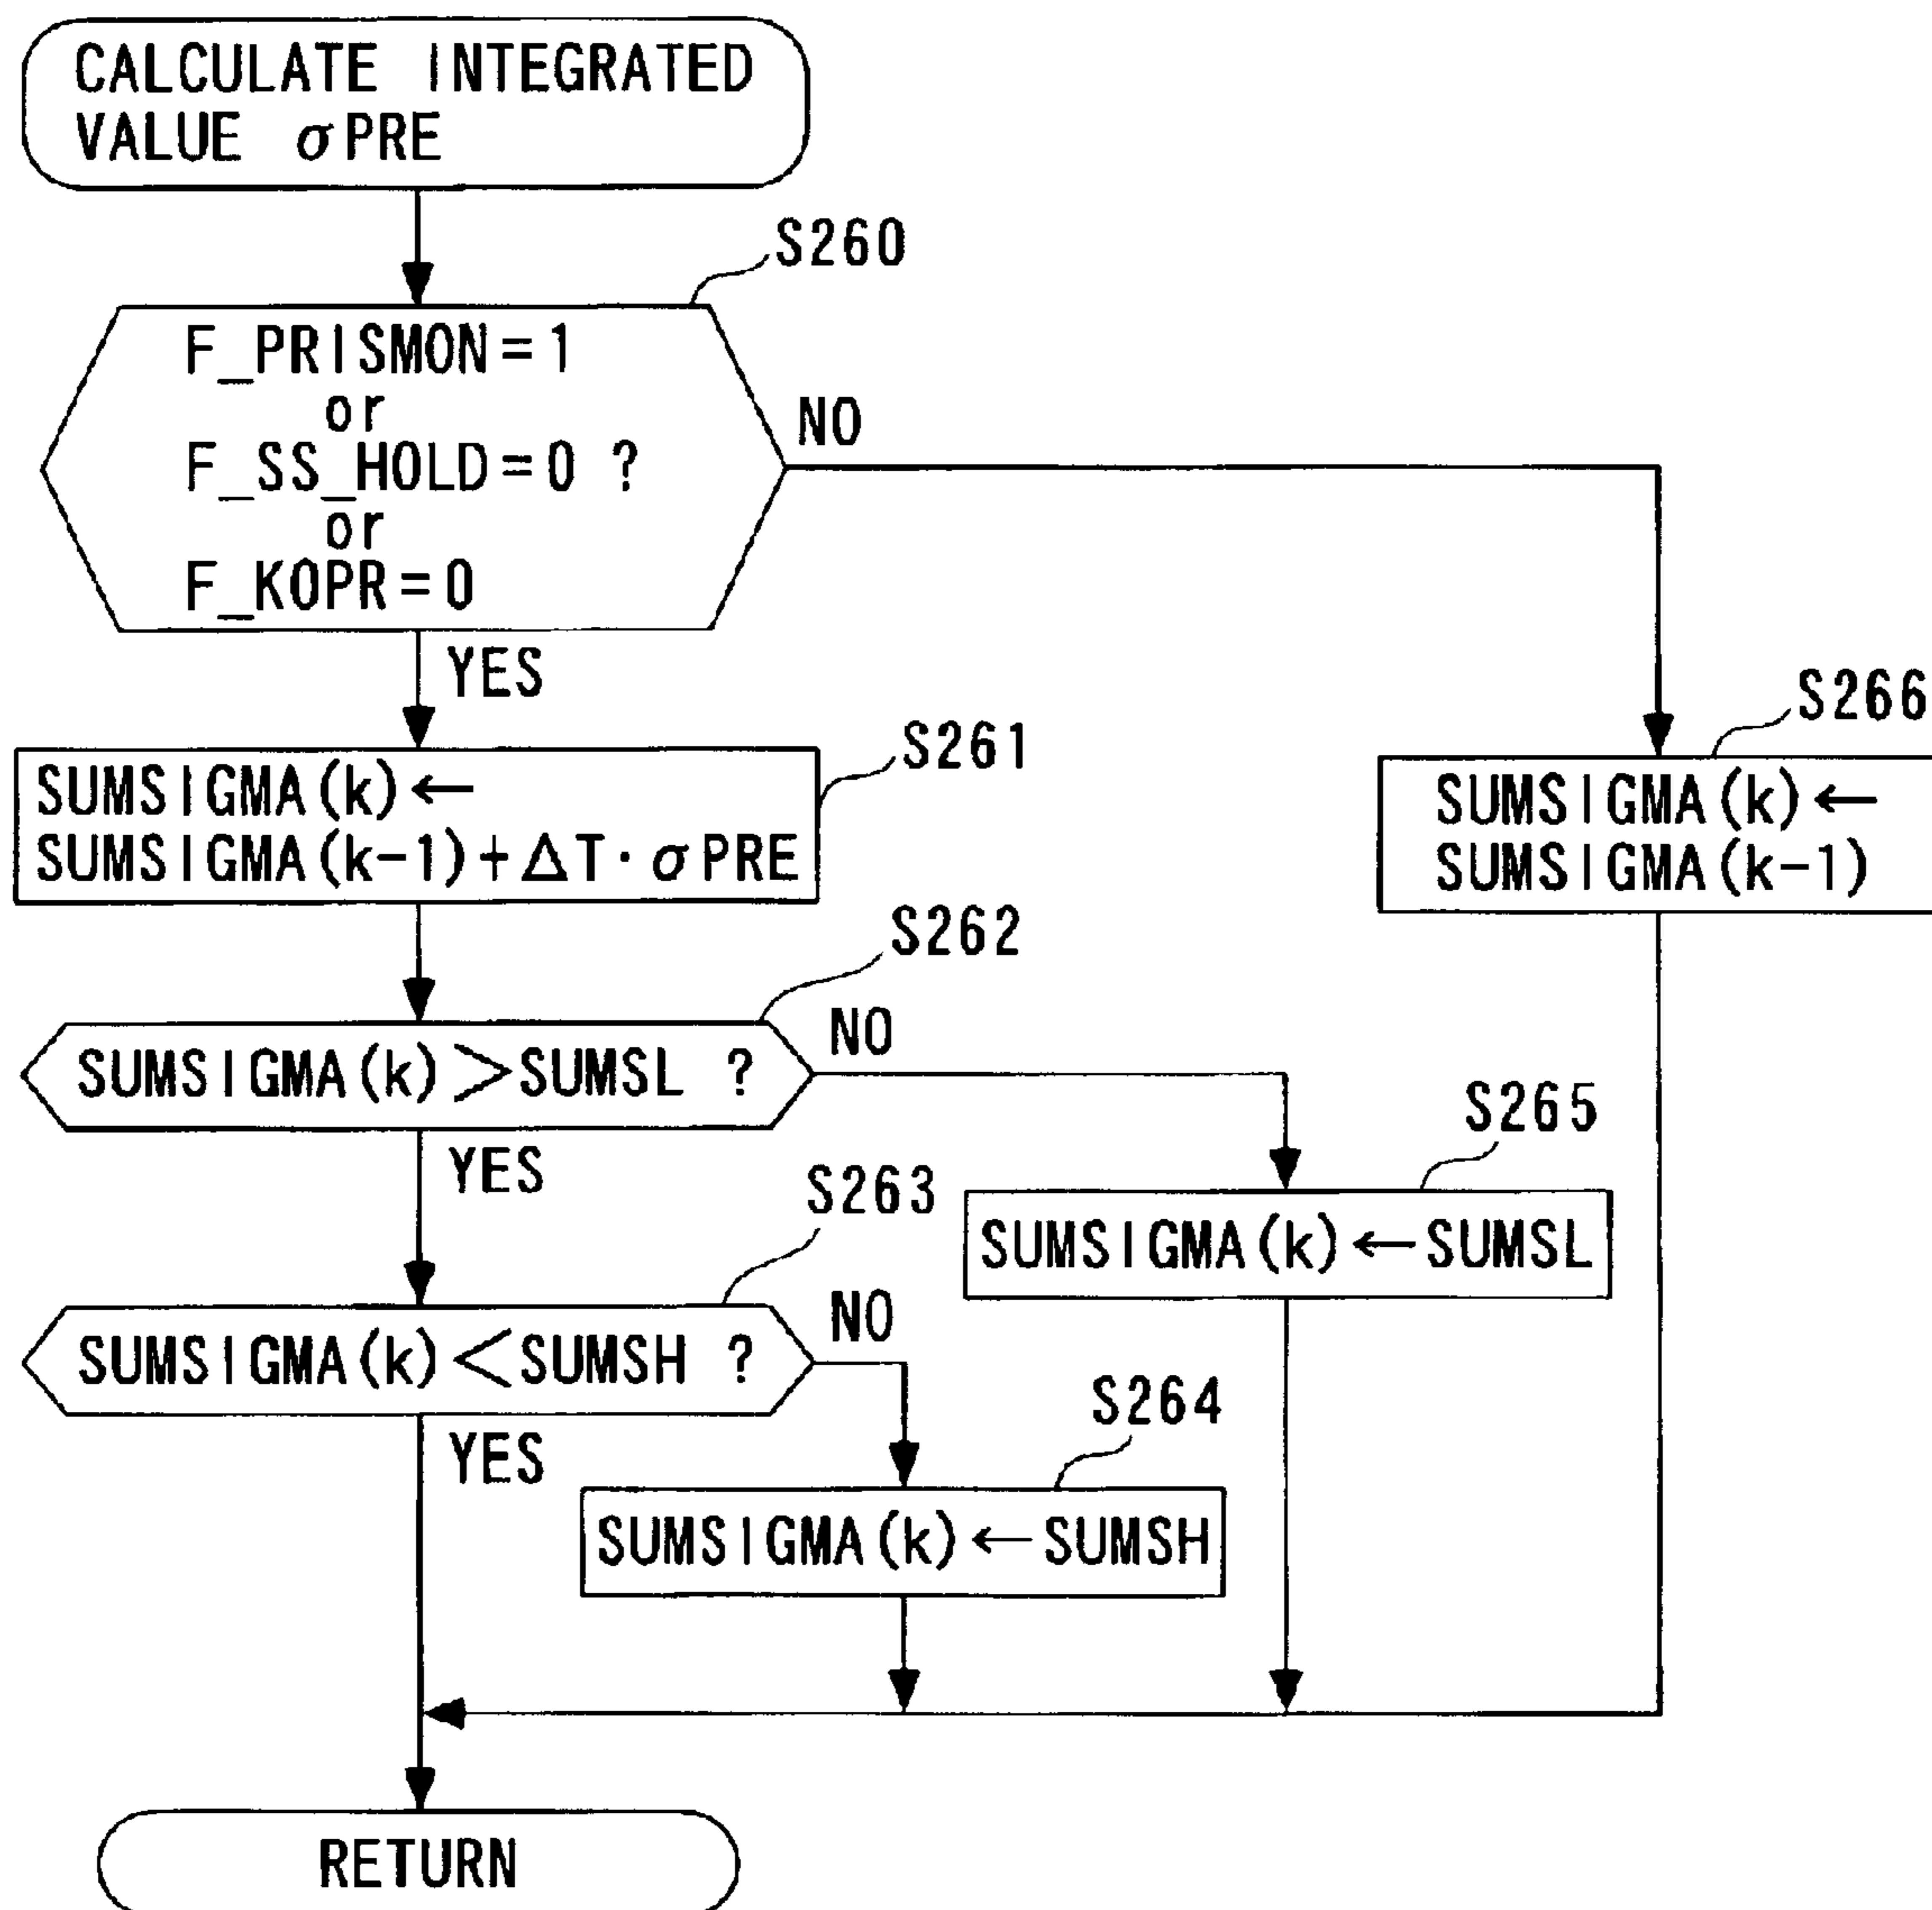 CALCULATE INTEGRATED
VALUE σPRE
S260
F_PRISMON=1
or
F_SS_HOLD=0 ?
or
F_KOPR=0
NO
YES
S261
S266
SUMSIGMA(k)←
SUMSIGMA(k-1)+ΔT·σPRE
SUMSIGMA(k)←
SUMSIGMA(k-1)
S262
SUMSIGMA(k)>SUMSL ?
NO
YES
S265
SUMSIGMA(k)←SUMSL
S263
SUMSIGMA(k)<SUMSH ?
NO
YES
S264
SUMSIGMA(k)←SUMSH
RETURN